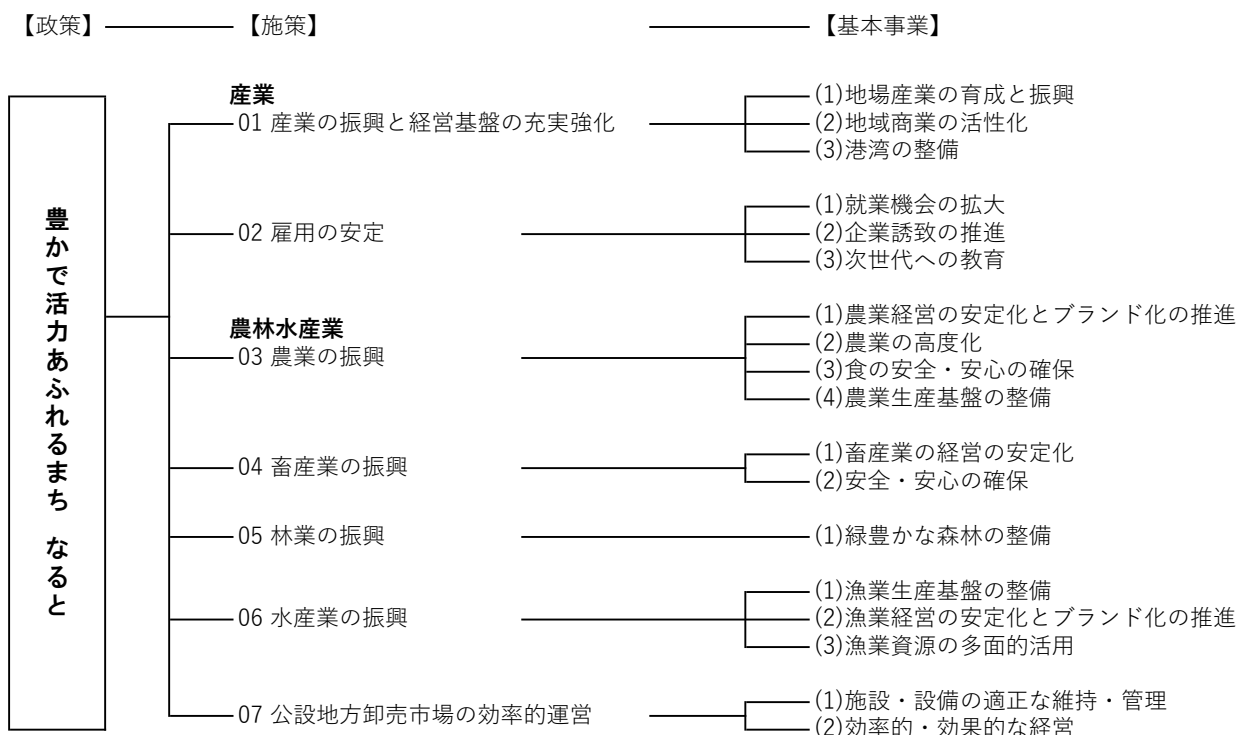 【政策】 【施策】 【基本事業】
豊かで活力あふれるまち なると
産業
01 産業の振興と経営基盤の充実強化
(1)地場産業の育成と振興
(2)地域商業の活性化
(3)港湾の整備
02 雇用の安定
(1)就業機会の拡大
(2)企業誘致の推進
(3)次世代への教育
農林水産業
03 農業の振興
(1)農業経営の安定化とブランド化の推進
(2)農業の高度化
(3)食の安全・安心の確保
(4)農業生産基盤の整備
04 畜産業の振興
(1)畜産業の経営の安定化
(2)安全・安心の確保
05 林業の振興
(1)緑豊かな森林の整備
06 水産業の振興
(1)漁業生産基盤の整備
(2)漁業経営の安定化とブランド化の推進
(3)漁業資源の多面的活用
07 公設地方卸売市場の効率的運営
(1)施設・設備の適正な維持・管理
(2)効率的・効果的な経営